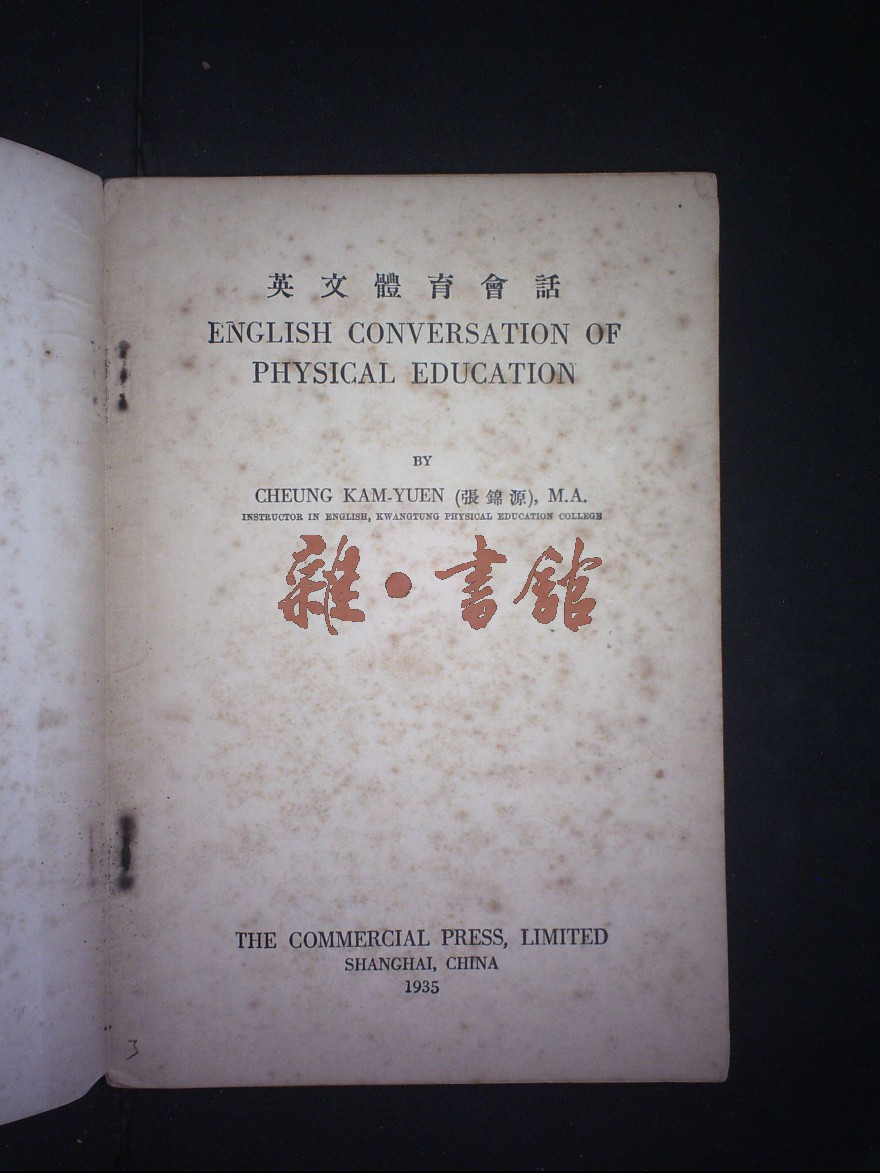 英文體育會話
ENGLISH CONVERSATION OF
PHYSICAL EDUCATION
BY
CHEUNG KAM-YUEN (張錦源), M.A.
INSTRUCTOR IN ENGLISH, KWANGTUNG PHYSICAL EDUCATION COLLEGE
雜·書館
THE COMMERCIAL PRESS, LIMITED
SHANGHAI, CHINA
1935
3